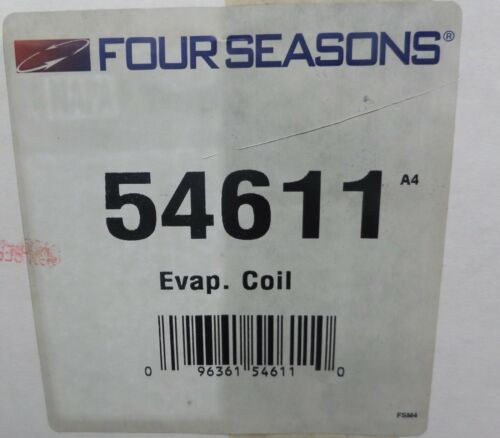 FOUR SEASONS®
54611 A4
Evap. Coil
0 96361 54611 0
FSM4